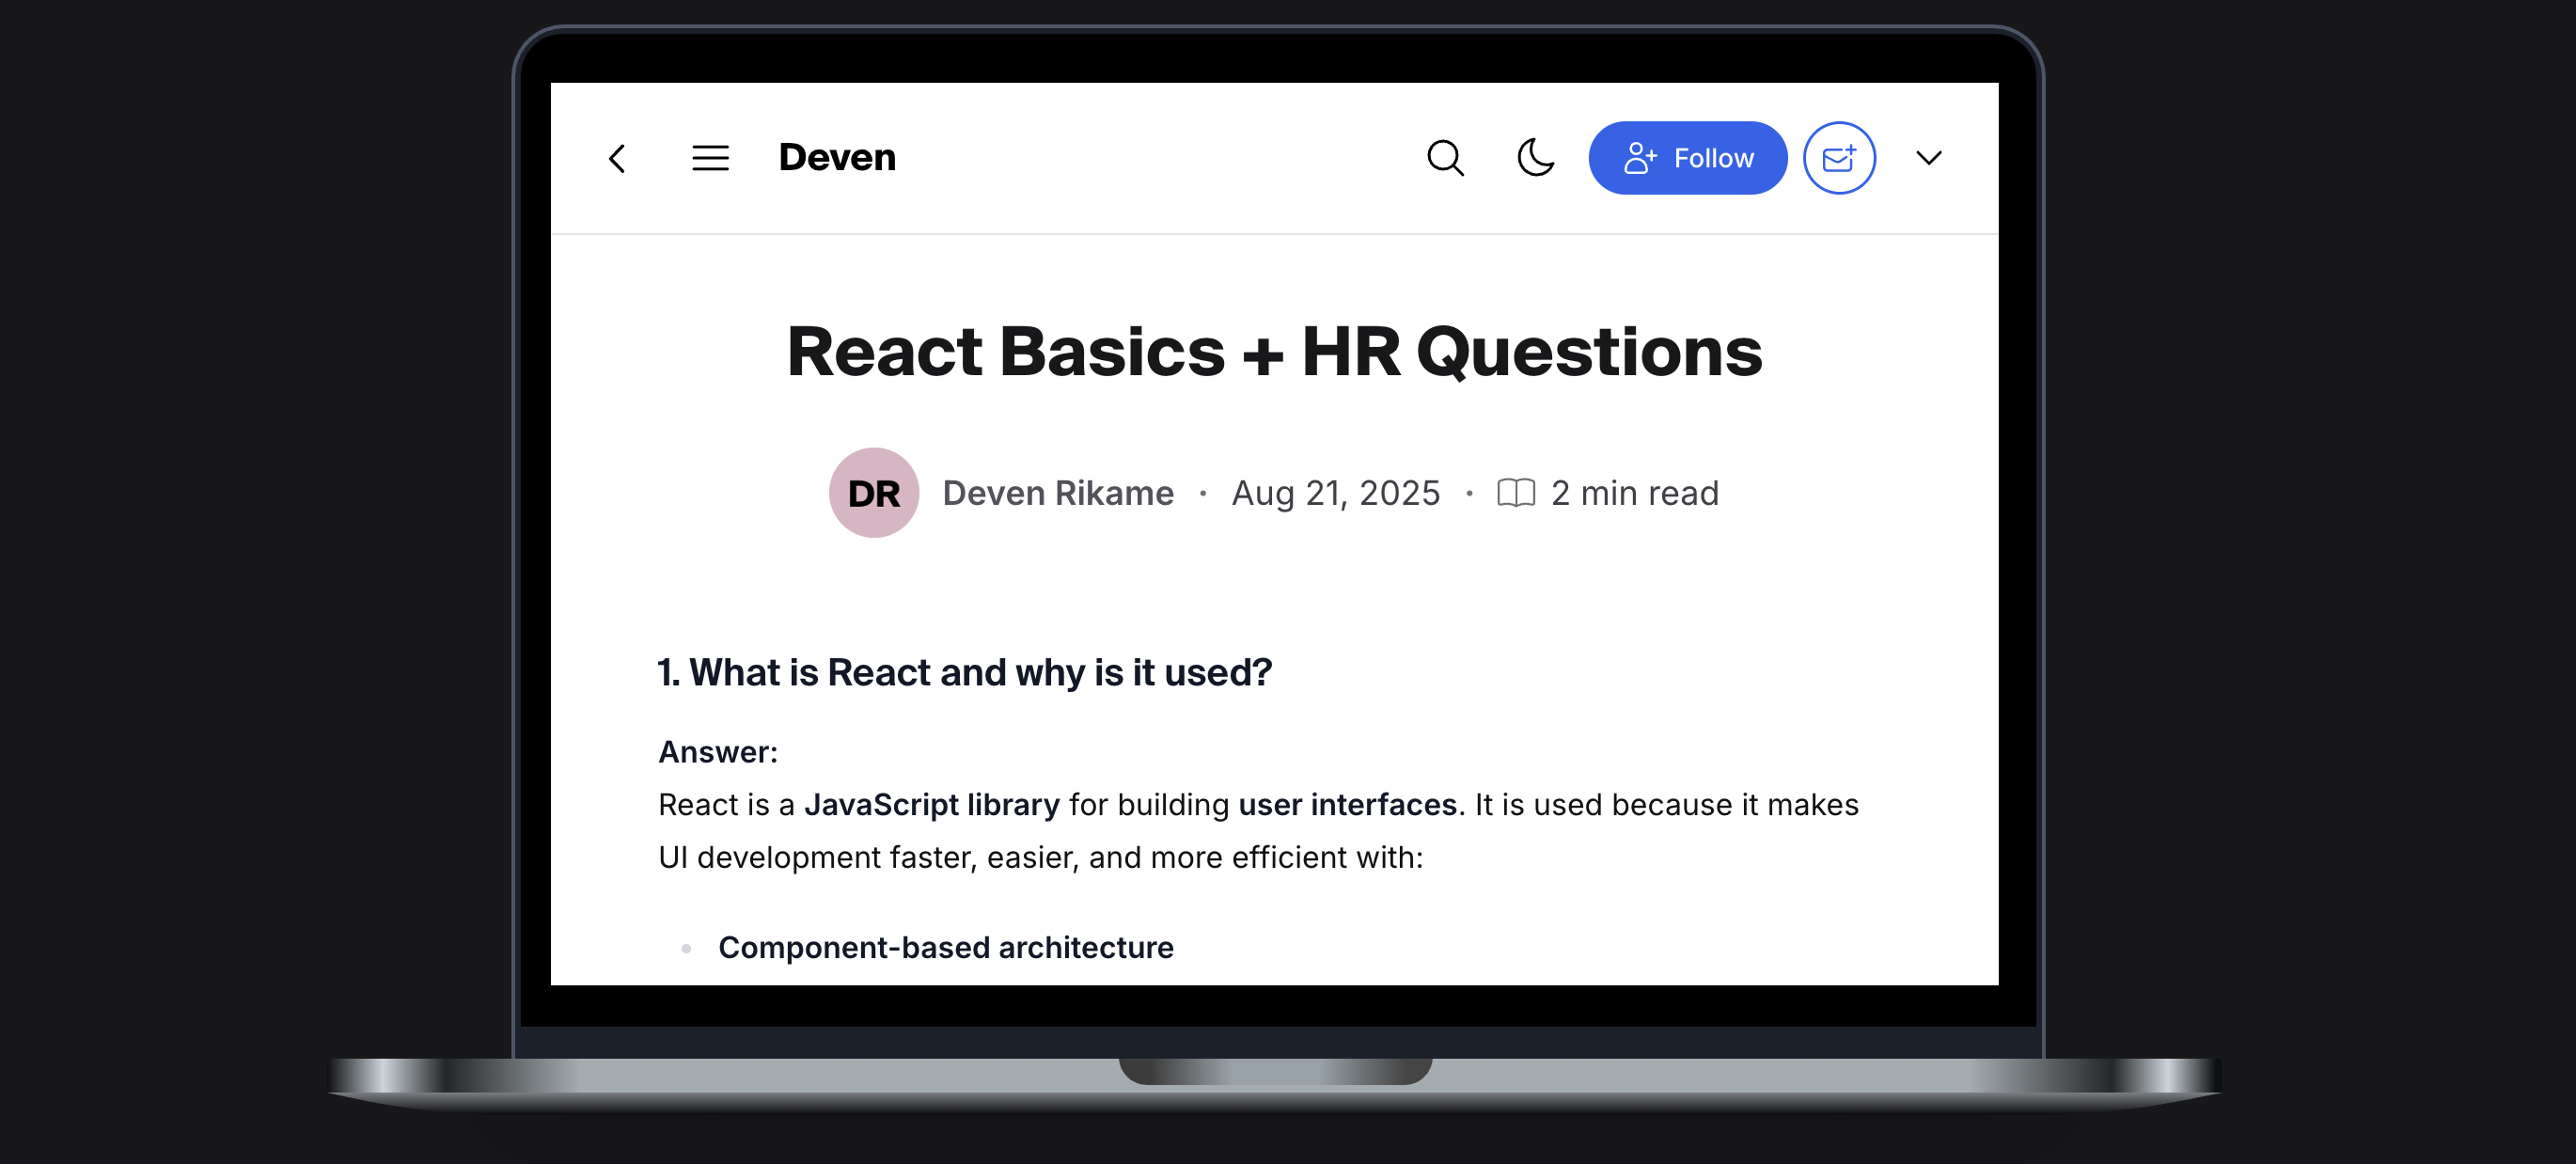 Deven
Follow
React Basics + HR Questions
DR Deven Rikame · Aug 21, 2025 · 2 min read
1. What is React and why is it used?
Answer:
React is a JavaScript library for building user interfaces. It is used because it makes
UI development faster, easier, and more efficient with:
• Component-based architecture